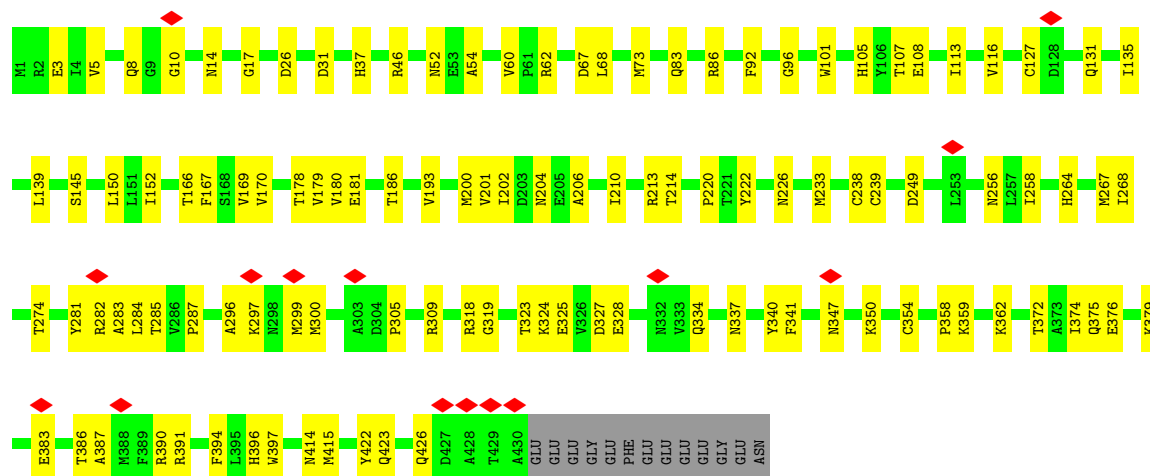 M1 R2 E3 I4 V5 Q8 G9 G10 N14 G17 D26 D31 H37 R46 N52 E53 A54 V60 P61 R62 D67 L68 M73 Q83 R86 F92 G96 W101 H105 Y106 T107 E108 I113 V116 C127 D128 Q131 I135
L139 S145 L150 L151 I152 T166 F167 S168 V169 V170 T178 V179 V180 E181 T186 V193 M200 V201 I202 D203 N204 E205 A206 I210 R213 T214 P220 T221 Y222 N226 M233 C238 C239 D249 L253 N256 L257 I258 H264 M267 I268
T274 Y281 R282 A283 L284 T285 V286 P287 A296 K297 N298 M299 M300 A303 D304 P305 R309 R318 G319 T323 K324 E325 V326 D327 E328 N332 V333 Q334 N337 Y340 F341 N347 K350 C354 P358 K359 K362 T372 A373 I374 Q375 E376 K379
E383 T386 A387 M388 F389 R390 R391 F394 L395 H396 W397 N414 M415 Y422 Q423 Q426 D427 A428 T429 A430 GLU GLU GLU GLY GLU PHE GLU GLU GLU GLU GLY GLU ASN